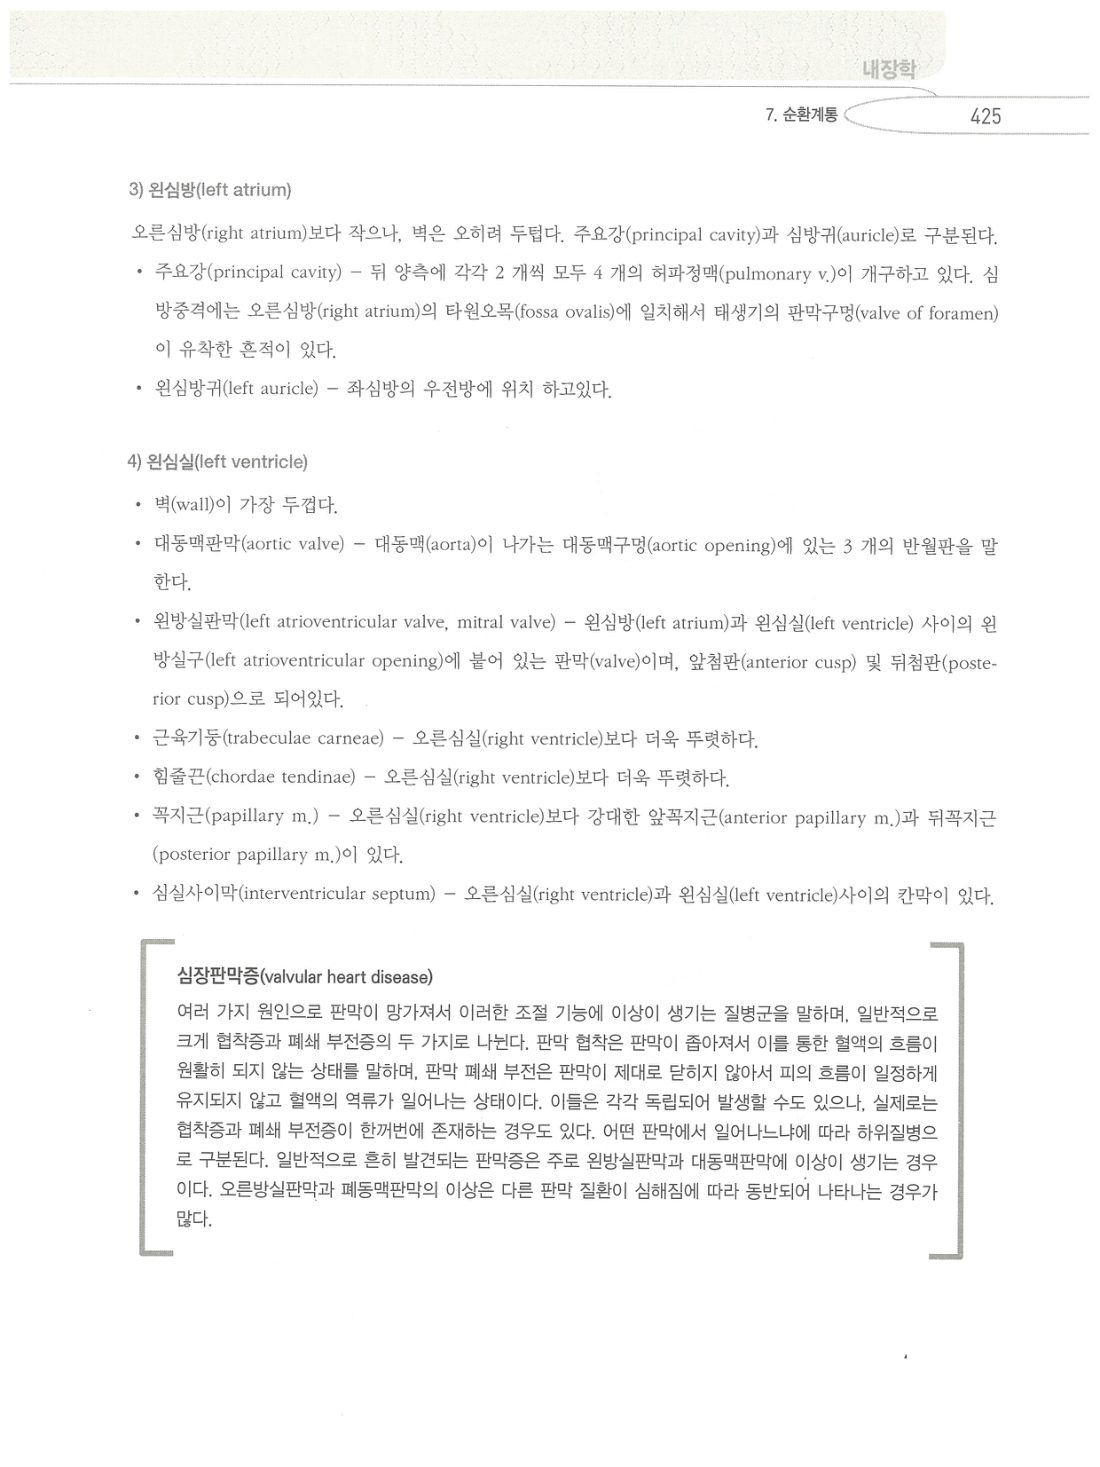 내장학
7. 순환계통
425
3) 왼심방(left atrium)
오른심방(right atrium)보다 작으나, 벽은 오히려 두텁다. 주요강(principal cavity)과 심방귀(auricle)로 구분된다.
• 주요강(principal cavity) – 뒤 양측에 각각 2 개씩 모두 4 개의 허파정맥(pulmonary v.)이 개구하고 있다. 심
방중격에는 오른심방(right atrium)의 타원오목(fossa ovalis)에 일치해서 태생기의 판막구멍(valve of foramen)
이 유착한 흔적이 있다.
• 왼심방귀(left auricle) – 좌심방의 우전방에 위치 하고있다.
4) 왼심실(left ventricle)
• 벽(wall)이 가장 두껍다.
• 대동맥판막(aortic valve) – 대동맥(aorta)이 나가는 대동맥구멍(aortic opening)에 있는 3 개의 반월판을 말
한다.
• 왼방실판막(left atrioventricular valve, mitral valve) – 왼심방(left atrium)과 왼심실(left ventricle) 사이의 왼
방실구(left atrioventricular opening)에 붙어 있는 판막(valve)이며, 앞첨판(anterior cusp) 및 뒤첨판(poste-
rior cusp)으로 되어있다.
• 근육기둥(trabeculae carneae) – 오른심실(right ventricle)보다 더욱 뚜렷하다.
• 힘줄끈(chordae tendinae) – 오른심실(right ventricle)보다 더욱 뚜렷하다.
• 꼭지근(papillary m.) – 오른심실(right ventricle)보다 강대한 앞꼭지근(anterior papillary m.)과 뒤꼭지근
(posterior papillary m.)이 있다.
• 심실사이막(interventricular septum) – 오른심실(right ventricle)과 왼심실(left ventricle)사이의 칸막이 있다.
심장판막증(valvular heart disease)
여러 가지 원인으로 판막이 망가져서 이러한 조절 기능에 이상이 생기는 질병군을 말하며, 일반적으로
크게 협착증과 폐쇄 부전증의 두 가지로 나뉜다. 판막 협착은 판막이 좁아져서 이를 통한 혈액의 흐름이
원활히 되지 않는 상태를 말하며, 판막 폐쇄 부전은 판막이 제대로 닫히지 않아서 피의 흐름이 일정하게
유지되지 않고 혈액의 역류가 일어나는 상태이다. 이들은 각각 독립되어 발생할 수도 있으나, 실제로는
협착증과 폐쇄 부전증이 한꺼번에 존재하는 경우도 있다. 어떤 판막에서 일어나느냐에 따라 하위질병으
로 구분된다. 일반적으로 흔히 발견되는 판막증은 주로 왼방실판막과 대동맥판막에 이상이 생기는 경우
이다. 오른방실판막과 폐동맥판막의 이상은 다른 판막 질환이 심해짐에 따라 동반되어 나타나는 경우가
많다.